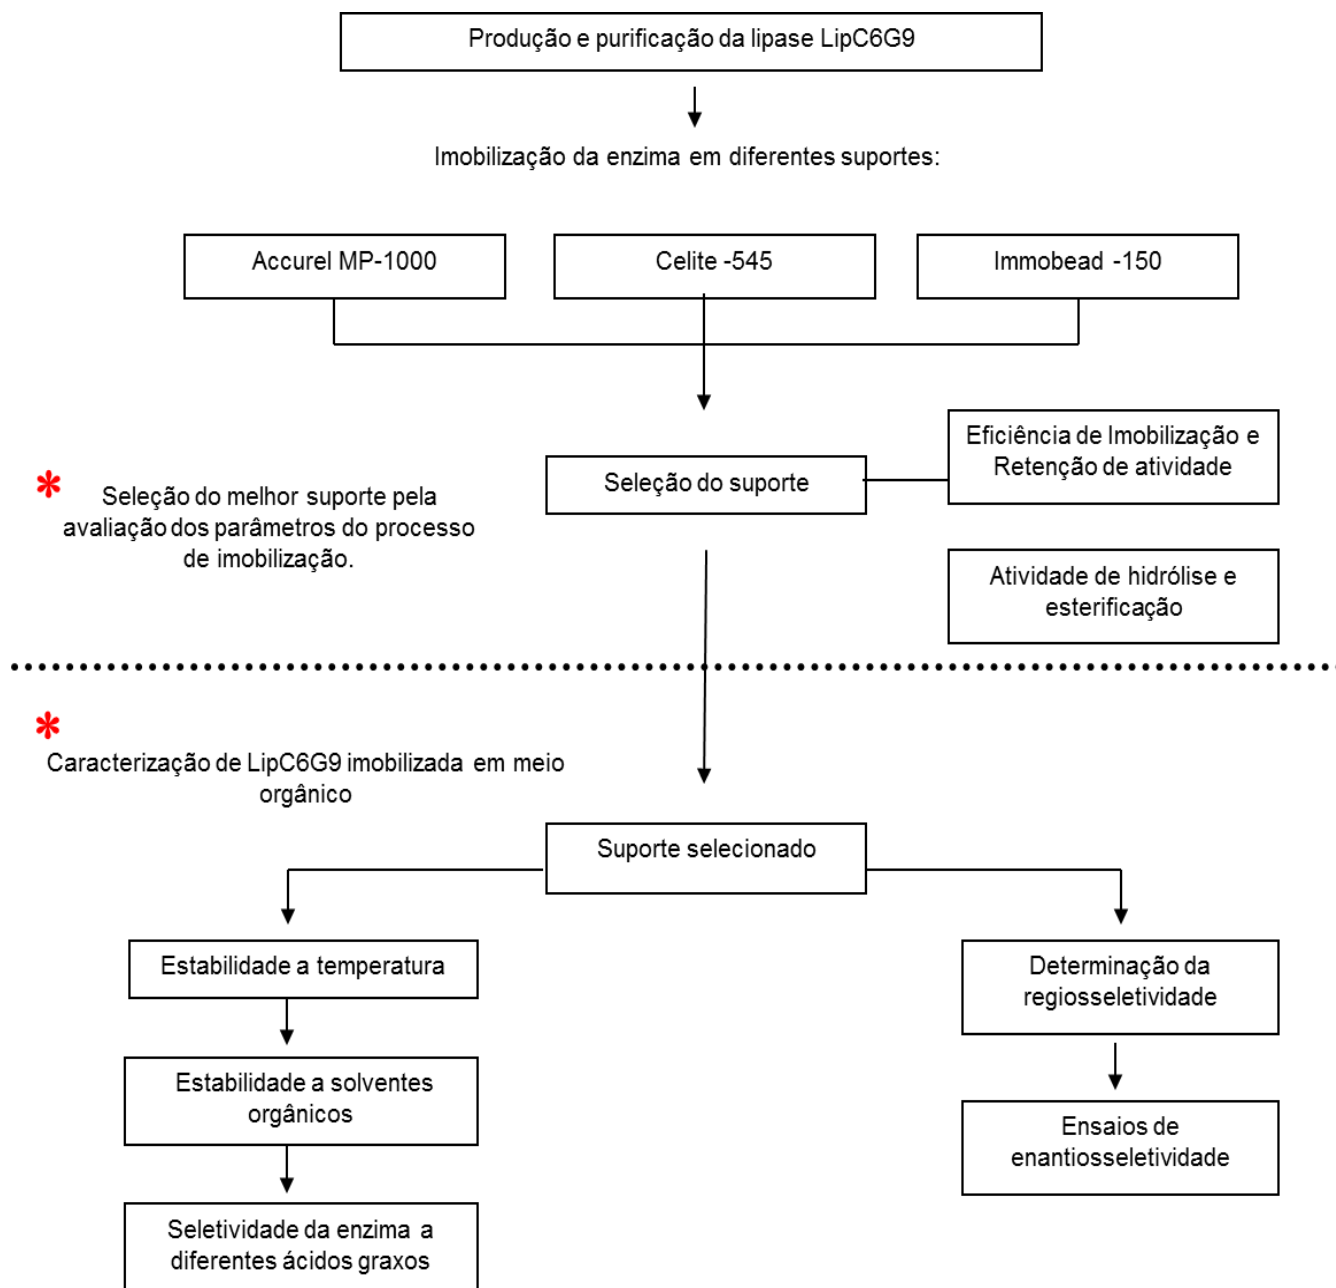 Produção e purificação da lipase LipC6G9
Imobilização da enzima em diferentes suportes:
Accurel MP-1000
Celite -545
Immobead -150
Eficiência de Imobilização e
Retenção de atividade
Seleção do suporte
* Seleção do melhor suporte pela
avaliação dos parâmetros do processo
de imobilização.
Atividade de hidrólise e
esterificação
*
Caracterização de LipC6G9 imobilizada em meio
orgânico
Suporte selecionado
Estabilidade a temperatura
Estabilidade a solventes
orgânicos
Seletividade da enzima a
diferentes ácidos graxos
Determinação da
regiosseletividade
Ensaios de
enantiosseletividade